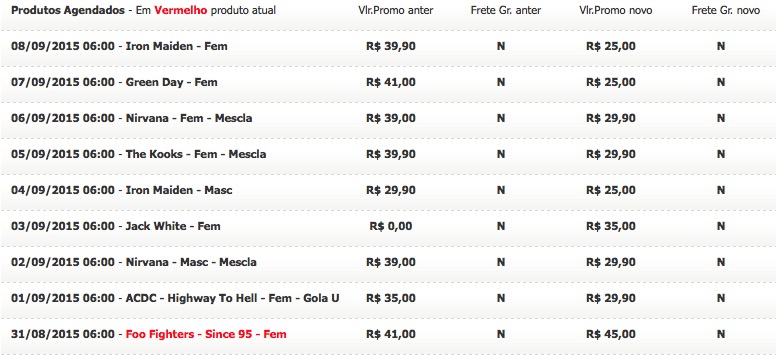 Produtos Agendados - Em Vermelho produto atual Vlr.Promo anter Frete Gr. anter Vlr.Promo novo Frete Gr. novo
08/09/2015 06:00 - Iron Maiden - Fem R$ 39,90 N R$ 25,00 N
07/09/2015 06:00 - Green Day - Fem R$ 41,00 N R$ 25,00 N
06/09/2015 06:00 - Nirvana - Fem - Mescla R$ 39,00 N R$ 29,90 N
05/09/2015 06:00 - The Kooks - Fem - Mescla R$ 39,90 N R$ 29,90 N
04/09/2015 06:00 - Iron Maiden - Masc R$ 29,90 N R$ 25,00 N
03/09/2015 06:00 - Jack White - Fem R$ 0,00 N R$ 35,00 N
02/09/2015 06:00 - Nirvana - Masc - Mescla R$ 39,00 N R$ 29,90 N
01/09/2015 06:00 - ACDC - Highway To Hell - Fem - Gola U R$ 35,00 N R$ 29,90 N
31/08/2015 06:00 - Foo Fighters - Since 95 - Fem R$ 41,00 N R$ 45,00 N